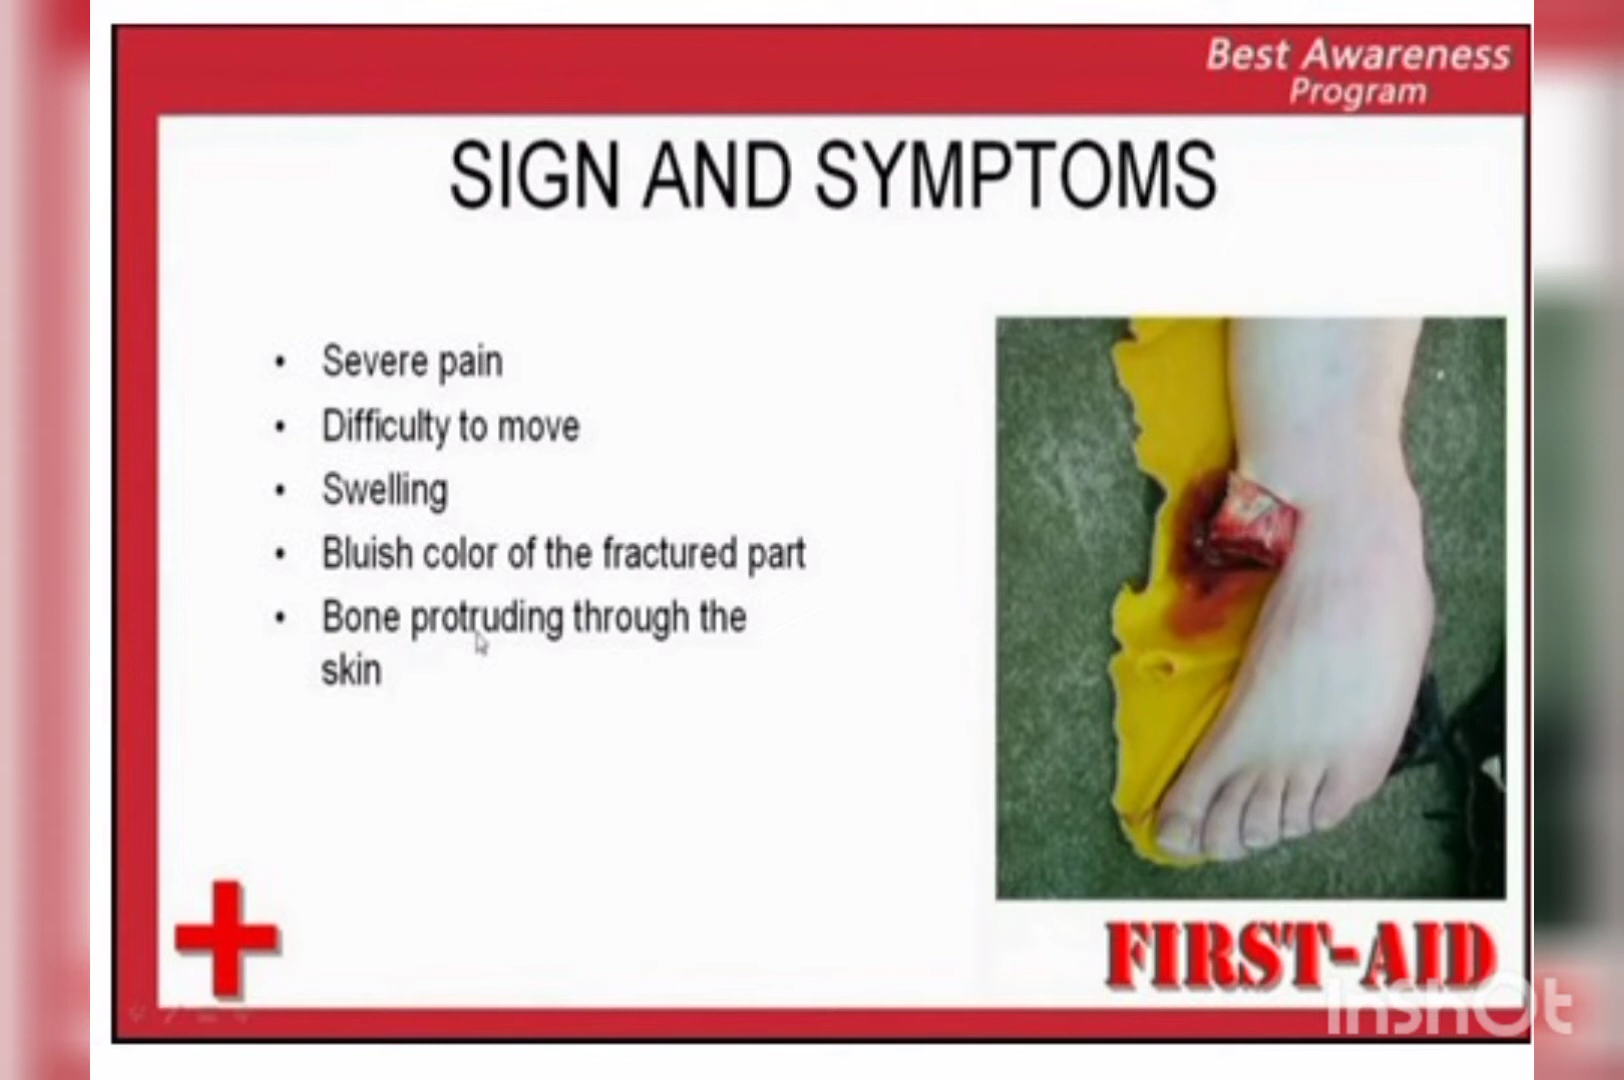 Best Awareness
Program
SIGN AND SYMPTOMS
• Severe pain
• Difficulty to move
• Swelling
• Bluish color of the fractured part
• Bone protruding through the
skin
FIRST-AID
InShOt